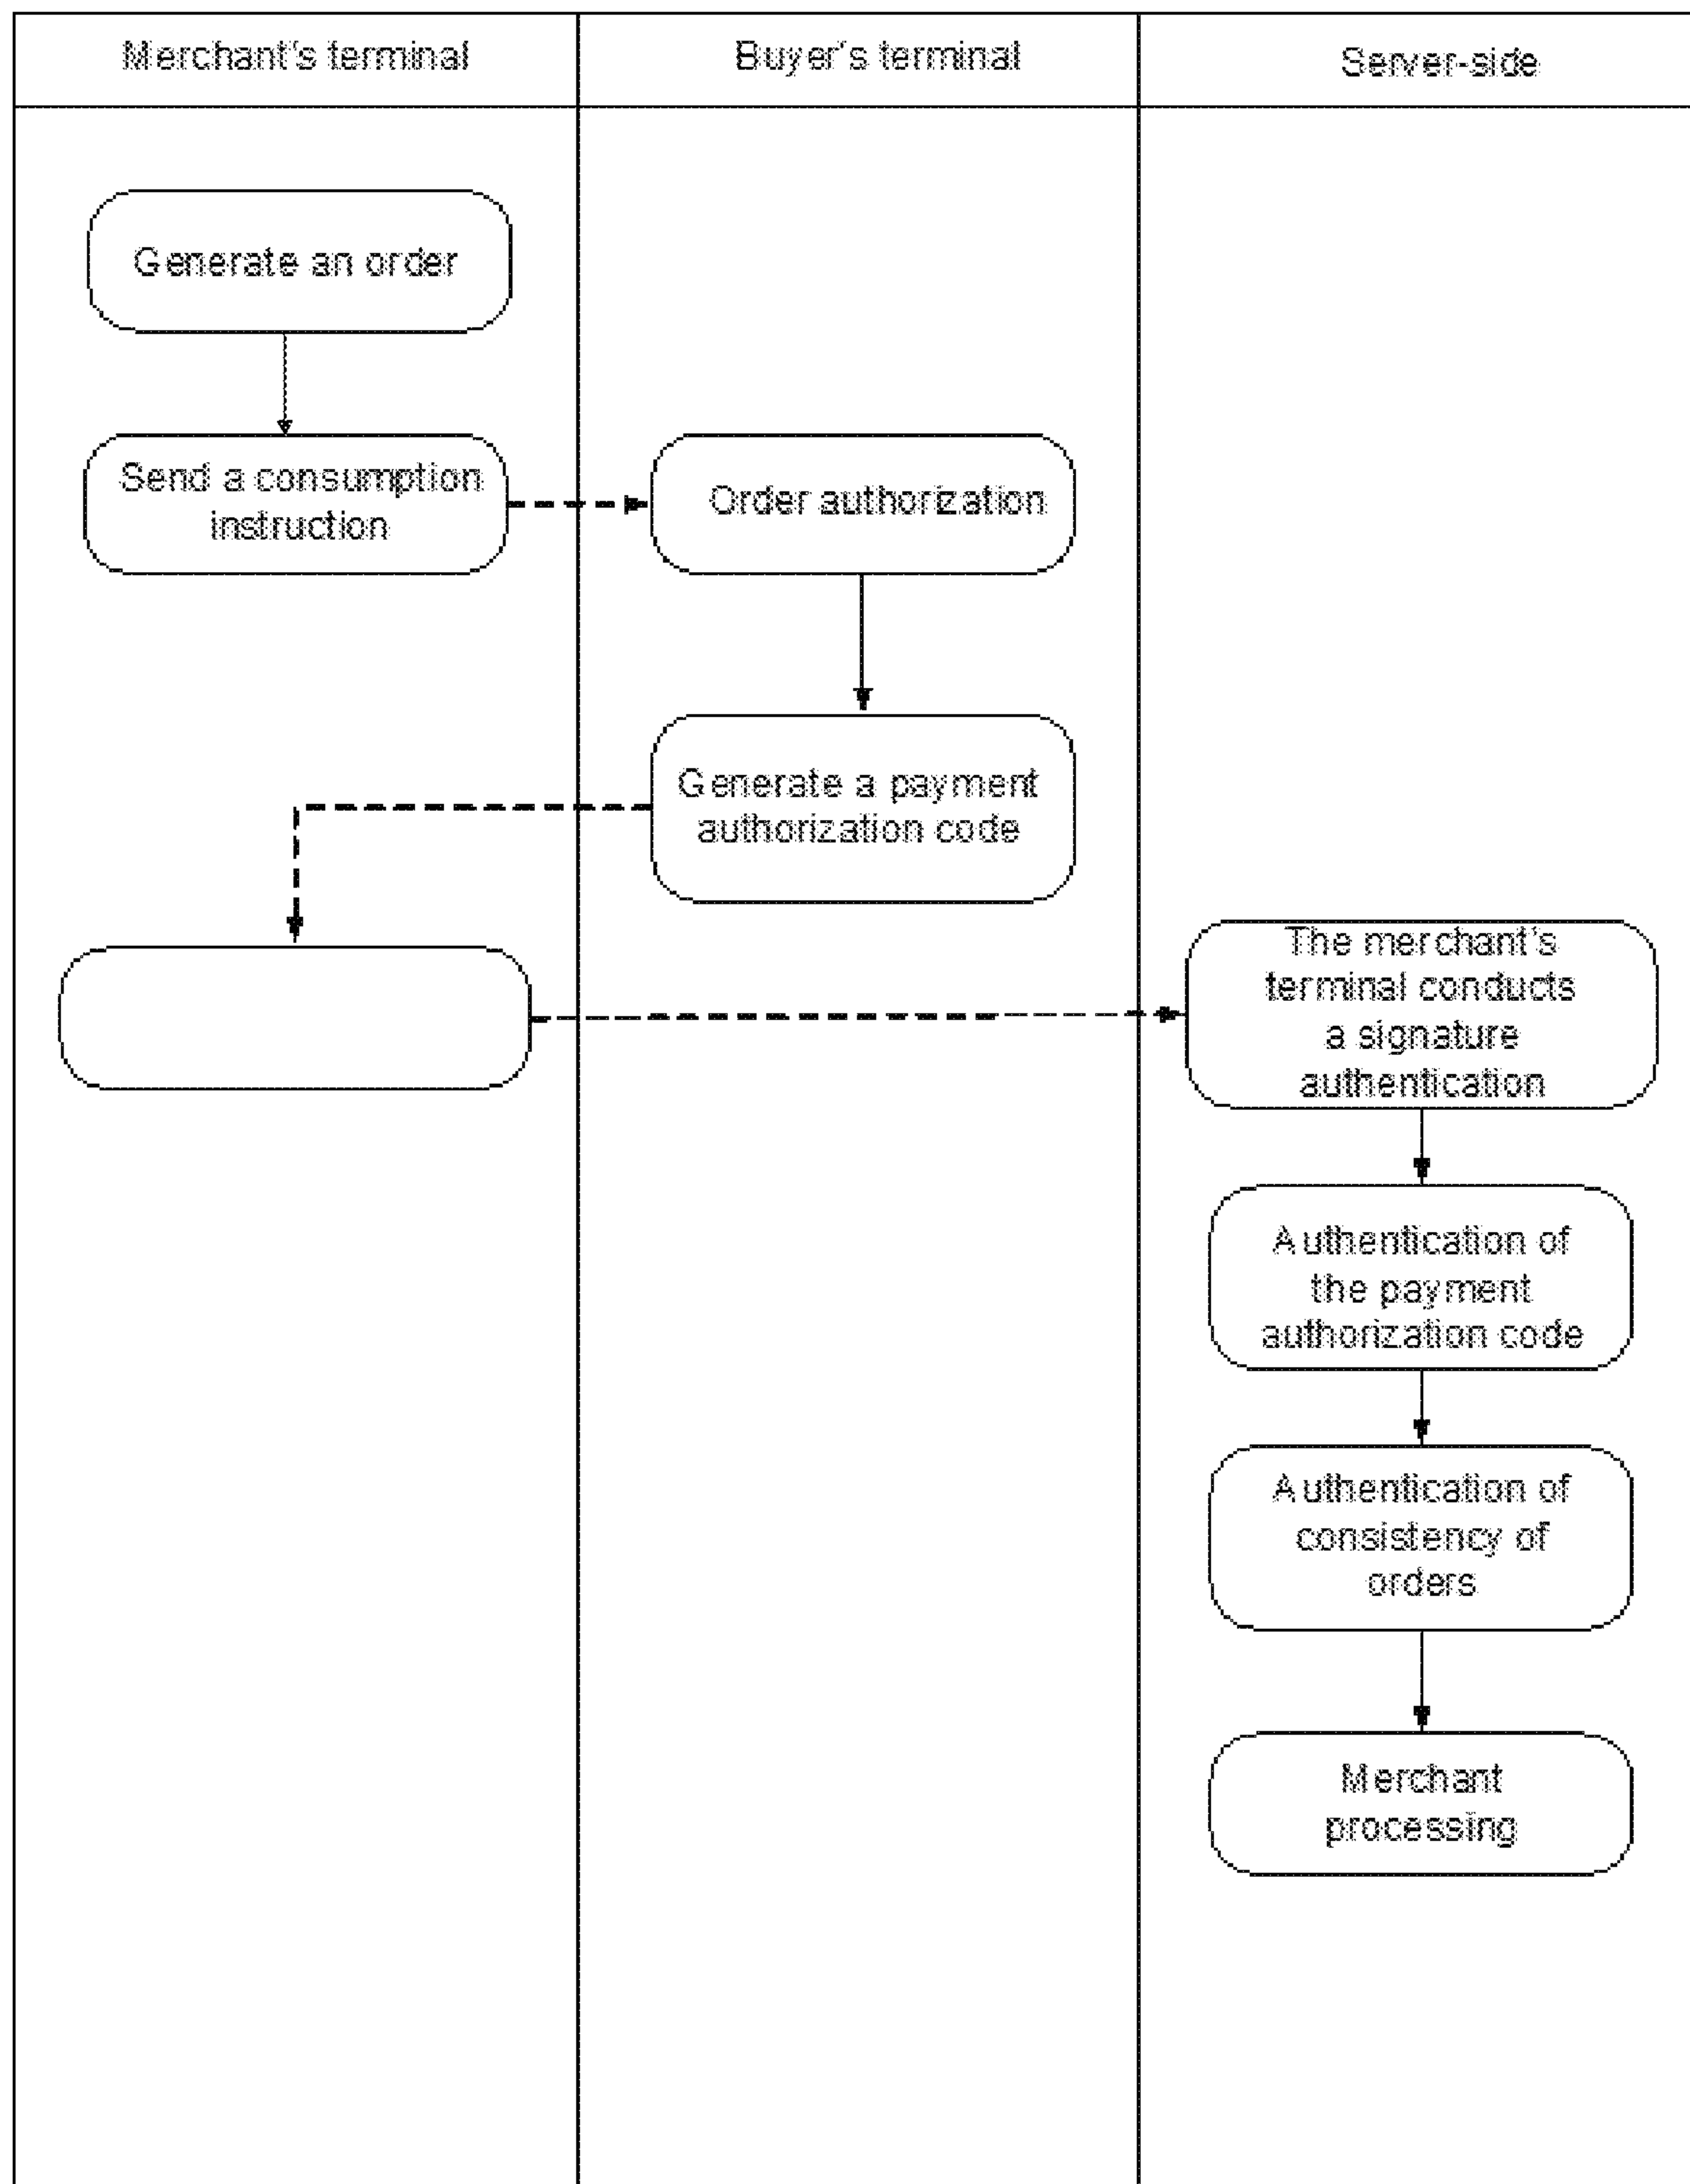 Merchant's terminal
Buyer's terminal
Server-side
Generate an order
Send a consumption
instruction
Order authorization
Generate a payment
authorization code
The merchant's
terminal conducts
a signature
authentication
Authentication of
the payment
authorization code
Authentication of
consistency of
orders
Merchant
processing